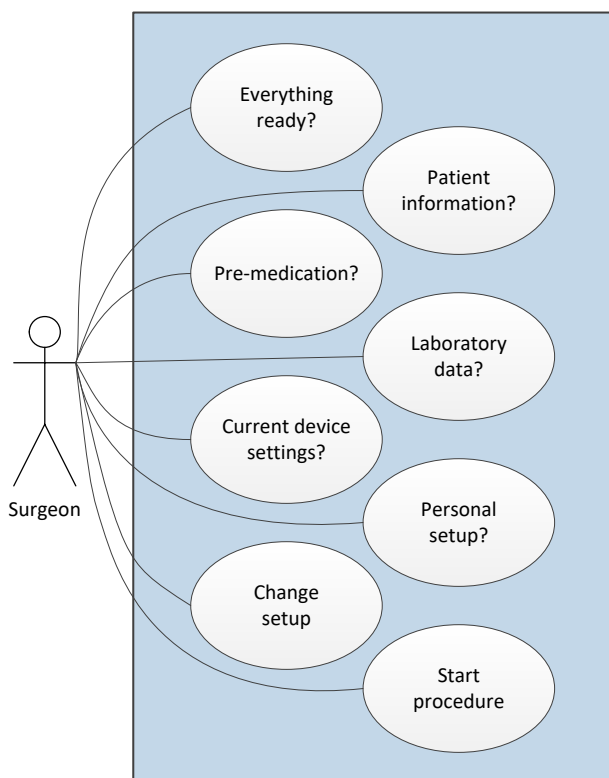 Everything
ready?
Patient
information?
Pre-medication?
Laboratory
data?
Current device
settings?
Surgeon
Personal
setup?
Change
setup
Start
procedure